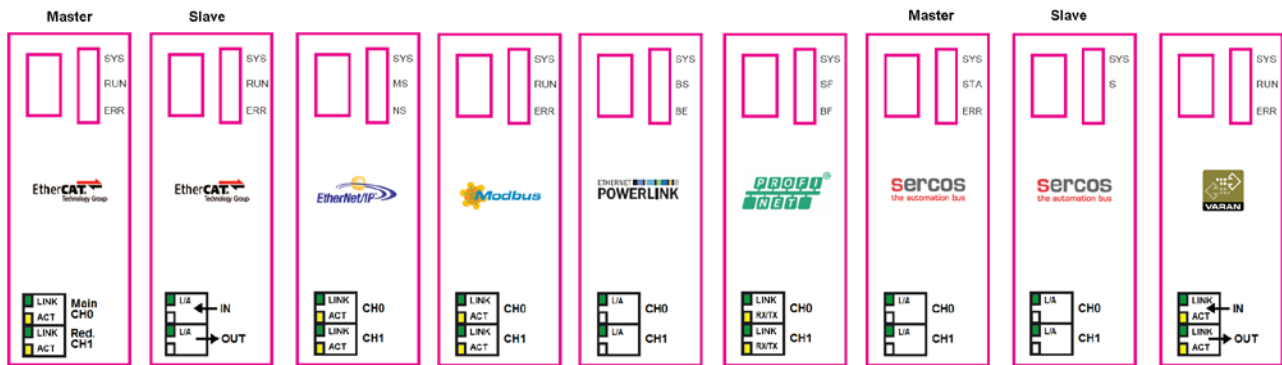 Master
Slave
Master
Slave
SYS
RUN
ERR
EtherCAT
Technology Group
LINK
ACT
Main
CH0
LINK
ACT
Red.
CH1
SYS
RUN
ERR
EtherCAT
Technology Group
L/A
IN
L/A
OUT
SYS
MS
NS
EtherNet/IP
LINK
ACT
CH0
LINK
ACT
CH1
SYS
RUN
ERR
Modbus
LINK
ACT
CH0
LINK
ACT
CH1
SYS
BS
BE
ETHERNET
POWERLINK
L/A
CH0
L/A
CH1
SYS
SF
BF
PROFI
NET®
LINK
RX/TX
CH0
LINK
RX/TX
CH1
SYS
STA
ERR
sercos
the automation bus
L/A
CH0
L/A
CH1
SYS
S
sercos
the automation bus
L/A
CH0
L/A
CH1
SYS
RUN
ERR
VARAN
LINK
ACT
IN
LINK
ACT
OUT